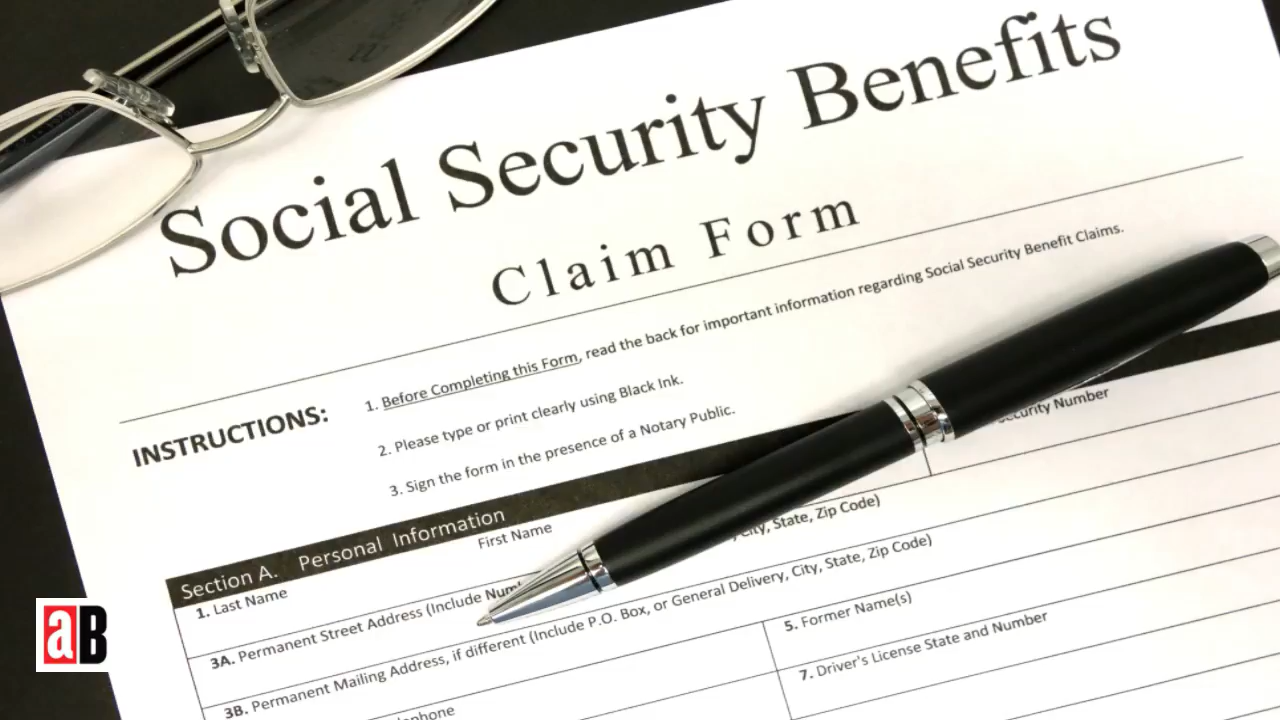 Social Security Benefits
Claim Form
INSTRUCTIONS:
1. Before Completing this Form, read the back for important information regarding Social Security Benefit Claims.
2. Please type or print clearly using Black Ink.
3. Sign the form in the presence of a Notary Public.
Section A. Personal Information
1. Last Name
First Name
Security Number
3A. Permanent Street Address (Include
City, State, Zip Code)
3B. Permanent Mailing Address, if different (Include P.O. Box, or General Delivery, City, State, Zip Code)
5. Former Name(s)
7. Driver's License State and Number
aB